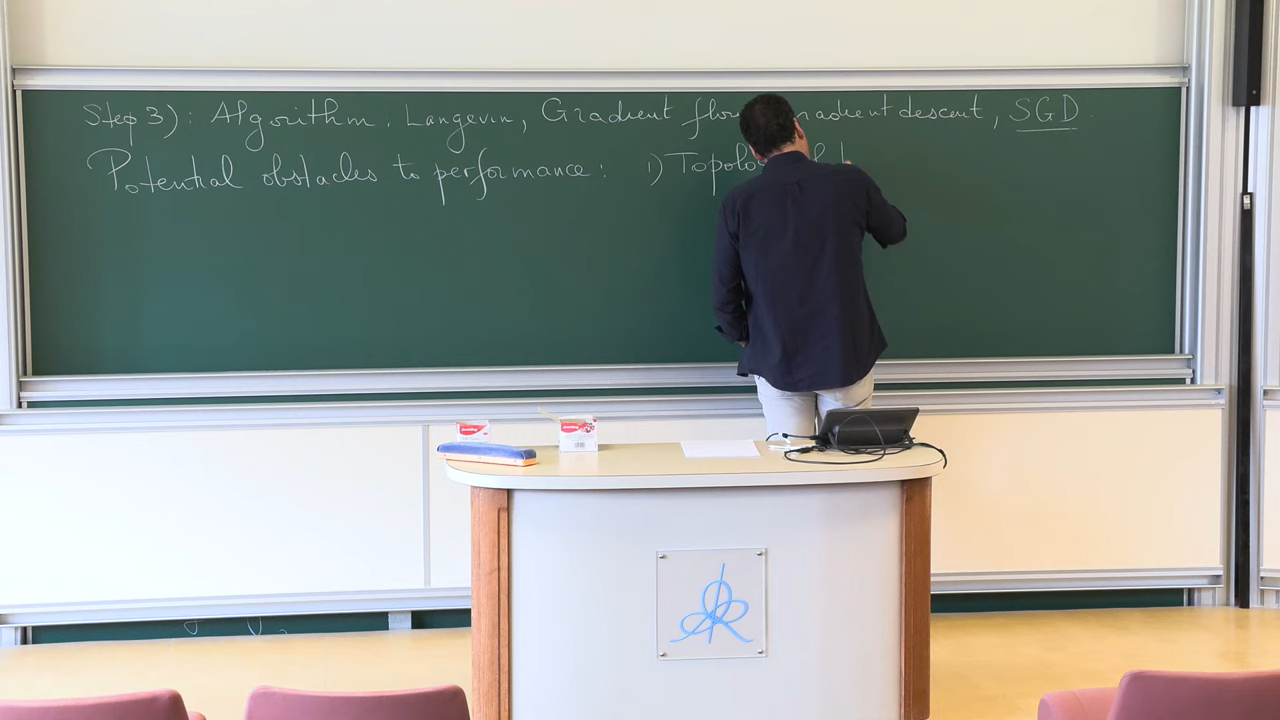 Step 3): Algorithm. Langevin, Gradient flow gradient descent, SGD.
Potential obstacles to performance: 1) Topolo